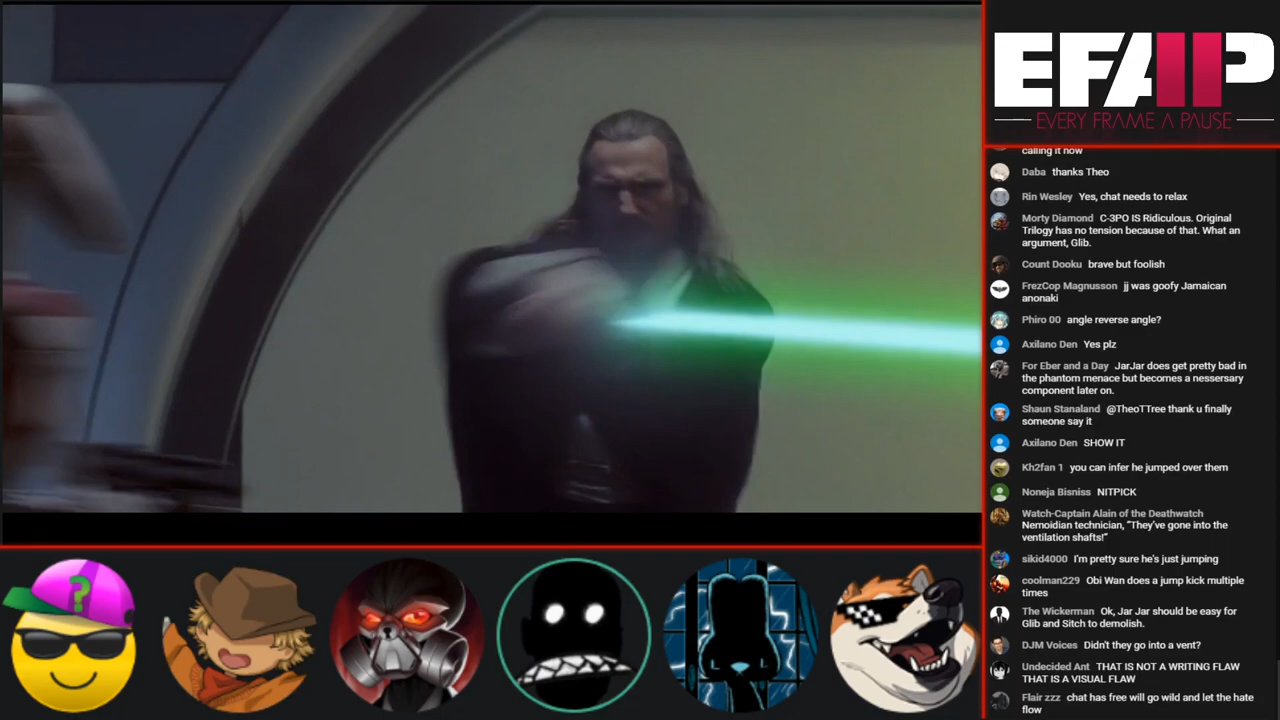 EFAP
EVERY FRAME A PAUSE
calling it now
Daba thanks Theo
Rin Wesley Yes, chat needs to relax
Morty Diamond C-3PO IS Ridiculous. Original
Trilogy has no tension because of that. What an
argument, Glib.
Count Dooku brave but foolish
FrezCop Magnusson jj was goofy Jamaican
anonaki
Phiro 00 angle reverse angle?
Axilano Den Yes plz
For Eber and a Day JarJar does get pretty bad in
the phantom menace but becomes a nessersary
component later on.
Shaun Stanaland @TheoTTree thank u finally
someone say it
Axilano Den SHOW IT
Kh2fan 1 you can infer he jumped over them
Noneja Bisniss NITPICK
Watch-Captain Alain of the Deathwatch
Nemoidian technician, “They've gone into the
ventilation shafts!”
sikid4000 I'm pretty sure he's just jumping
coolman229 Obi Wan does a jump kick multiple
times
The Wickerman Ok, Jar Jar should be easy for
Glib and Sitch to demolish.
DJM Voices Didn't they go into a vent?
Undecided Ant THAT IS NOT A WRITING FLAW
THAT IS A VISUAL FLAW
Flair zzz chat has free will go wild and let the hate
flow
?